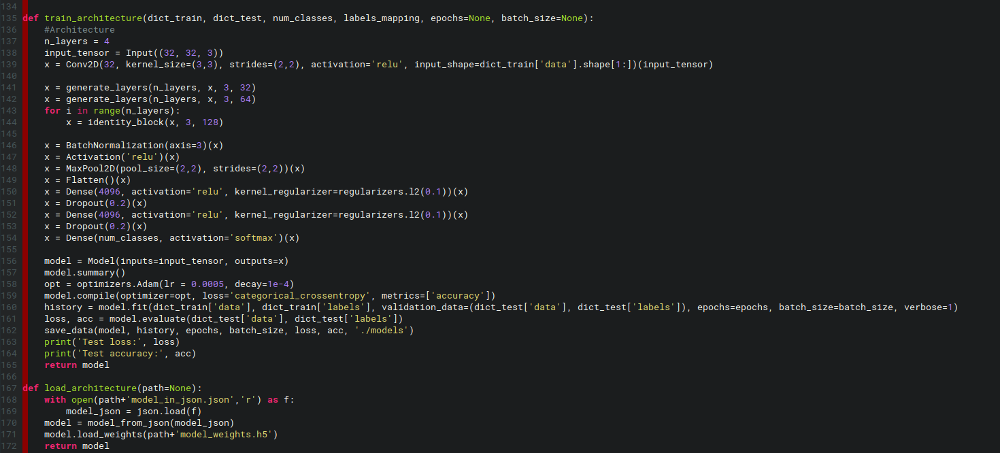 134
135 def train_architecture(dict_train, dict_test, num_classes, labels_mapping, epochs=None, batch_size=None):
136     #Architecture
137     n_layers = 4
138     input_tensor = Input((32, 32, 3))
139     x = Conv2D(32, kernel_size=(3,3), strides=(2,2), activation='relu', input_shape=dict_train['data'].shape[1:])(input_tensor)
140
141     x = generate_layers(n_layers, x, 3, 32)
142     x = generate_layers(n_layers, x, 3, 64)
143     for i in range(n_layers):
144         x = identity_block(x, 3, 128)
145
146     x = BatchNormalization(axis=3)(x)
147     x = Activation('relu')(x)
148     x = MaxPool2D(pool_size=(2,2), strides=(2,2))(x)
149     x = Flatten()(x)
150     x = Dense(4096, activation='relu', kernel_regularizer=regularizers.l2(0.1))(x)
151     x = Dropout(0.2)(x)
152     x = Dense(4096, activation='relu', kernel_regularizer=regularizers.l2(0.1))(x)
153     x = Dropout(0.2)(x)
154     x = Dense(num_classes, activation='softmax')(x)
155
156     model = Model(inputs=input_tensor, outputs=x)
157     model.summary()
158     opt = optimizers.Adam(lr = 0.0005, decay=1e-4)
159     model.compile(optimizer=opt, loss='categorical_crossentropy', metrics=['accuracy'])
160     history = model.fit(dict_train['data'], dict_train['labels'], validation_data=(dict_test['data'], dict_test['labels']), epochs=epochs, batch_size=batch_size, verbose=1)
161     loss, acc = model.evaluate(dict_test['data'], dict_test['labels'])
162     save_data(model, history, epochs, batch_size, loss, acc, './models')
163     print('Test loss:', loss)
164     print('Test accuracy:', acc)
165     return model
166
167 def load_architecture(path=None):
168     with open(path+'model_in_json.json','r') as f:
169         model_json = json.load(f)
170     model = model_from_json(model_json)
171     model.load_weights(path+'model_weights.h5')
172     return model